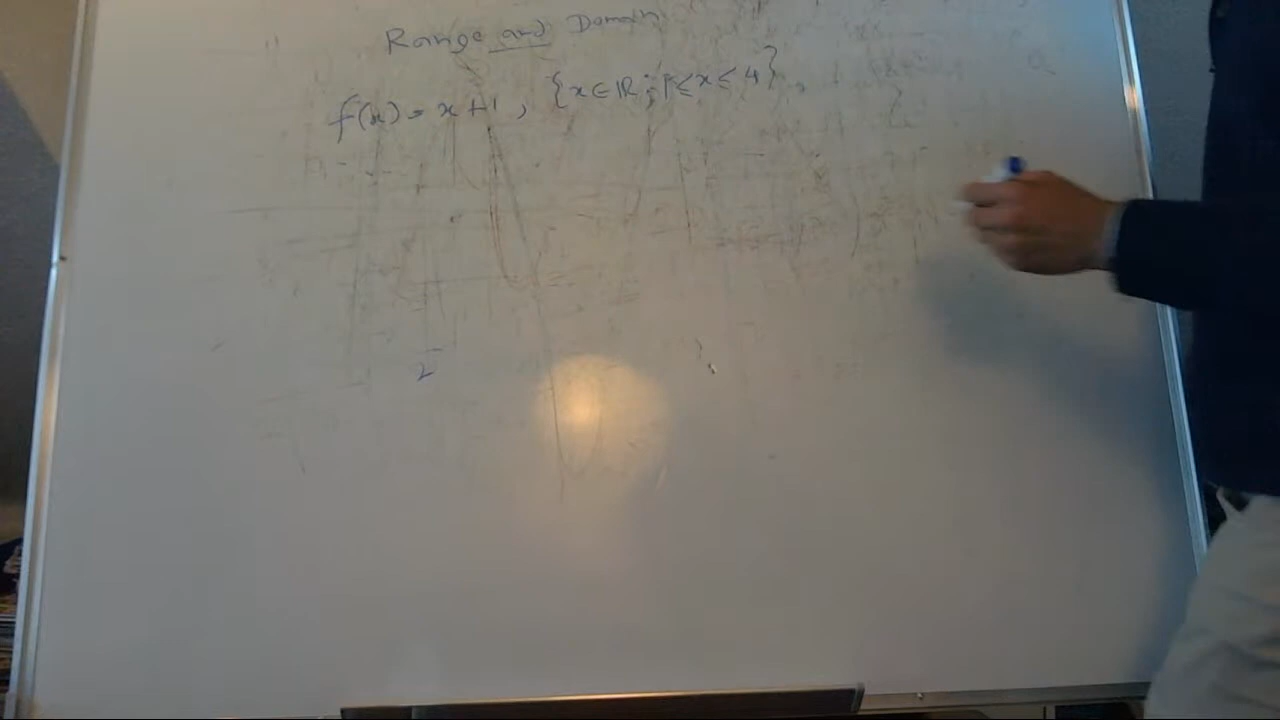 Range and Domain
f(x) = x+1, {x∈ℝ; 1≤x≤4}